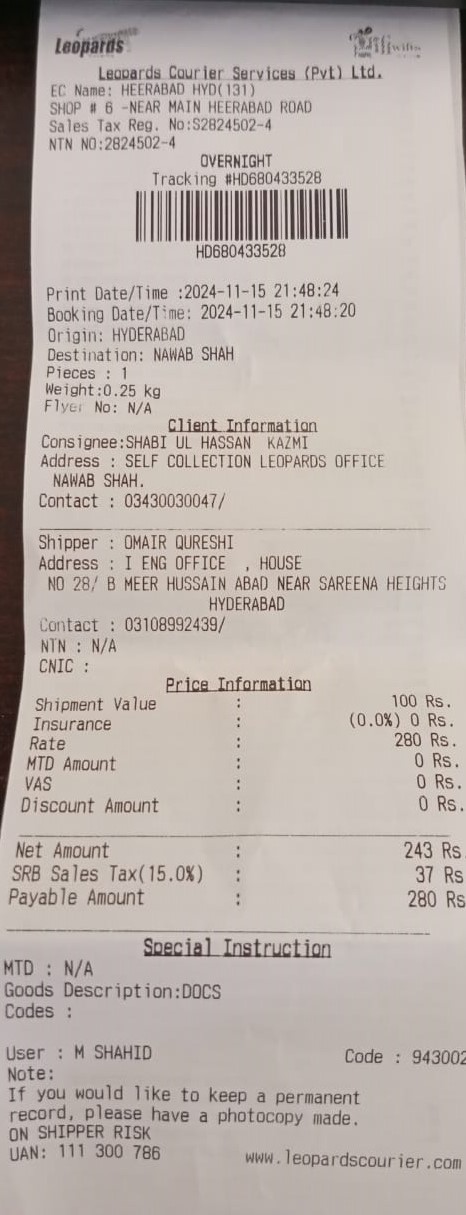 Leopards
Leopards Courier Services (Pvt) Ltd.
EC Name: HEERABAD HYD(131)
SHOP # 6 -NEAR MAIN HEERABAD ROAD
Sales Tax Reg. No:S2824502-4
NTN NO:2824502-4
OVERNIGHT
Tracking #HD680433528
HD680433528
Print Date/Time :2024-11-15 21:48:24
Booking Date/Time: 2024-11-15 21:48:20
Origin: HYDERABAD
Destination: NAWAB SHAH
Pieces : 1
Weight:0.25 kg
Flyer No: N/A
Client Information
Consignee:SHABI UL HASSAN KAZMI
Address : SELF COLLECTION LEOPARDS OFFICE
NAWAB SHAH.
Contact : 03430030047/
Shipper : OMAIR QURESHI
Address : I ENG OFFICE , HOUSE
NO 28/ B MEER HUSSAIN ABAD NEAR SAREENA HEIGHTS
HYDERABAD
Contact : 03108992439/
NTN : N/A
CNIC :
Price Information
Shipment Value : 100 Rs.
Insurance : (0.0%) 0 Rs.
Rate : 280 Rs.
MTD Amount : 0 Rs.
VAS : 0 Rs.
Discount Amount : 0 Rs.
Net Amount : 243 Rs.
SRB Sales Tax(15.0%) : 37 Rs
Payable Amount : 280 Rs
Special Instruction
MTD : N/A
Goods Description:DOCS
Codes :
User : M SHAHID Code : 943002
Note:
If you would like to keep a permanent
record, please have a photocopy made.
ON SHIPPER RISK
UAN: 111 300 786 www.leopardscourier.com